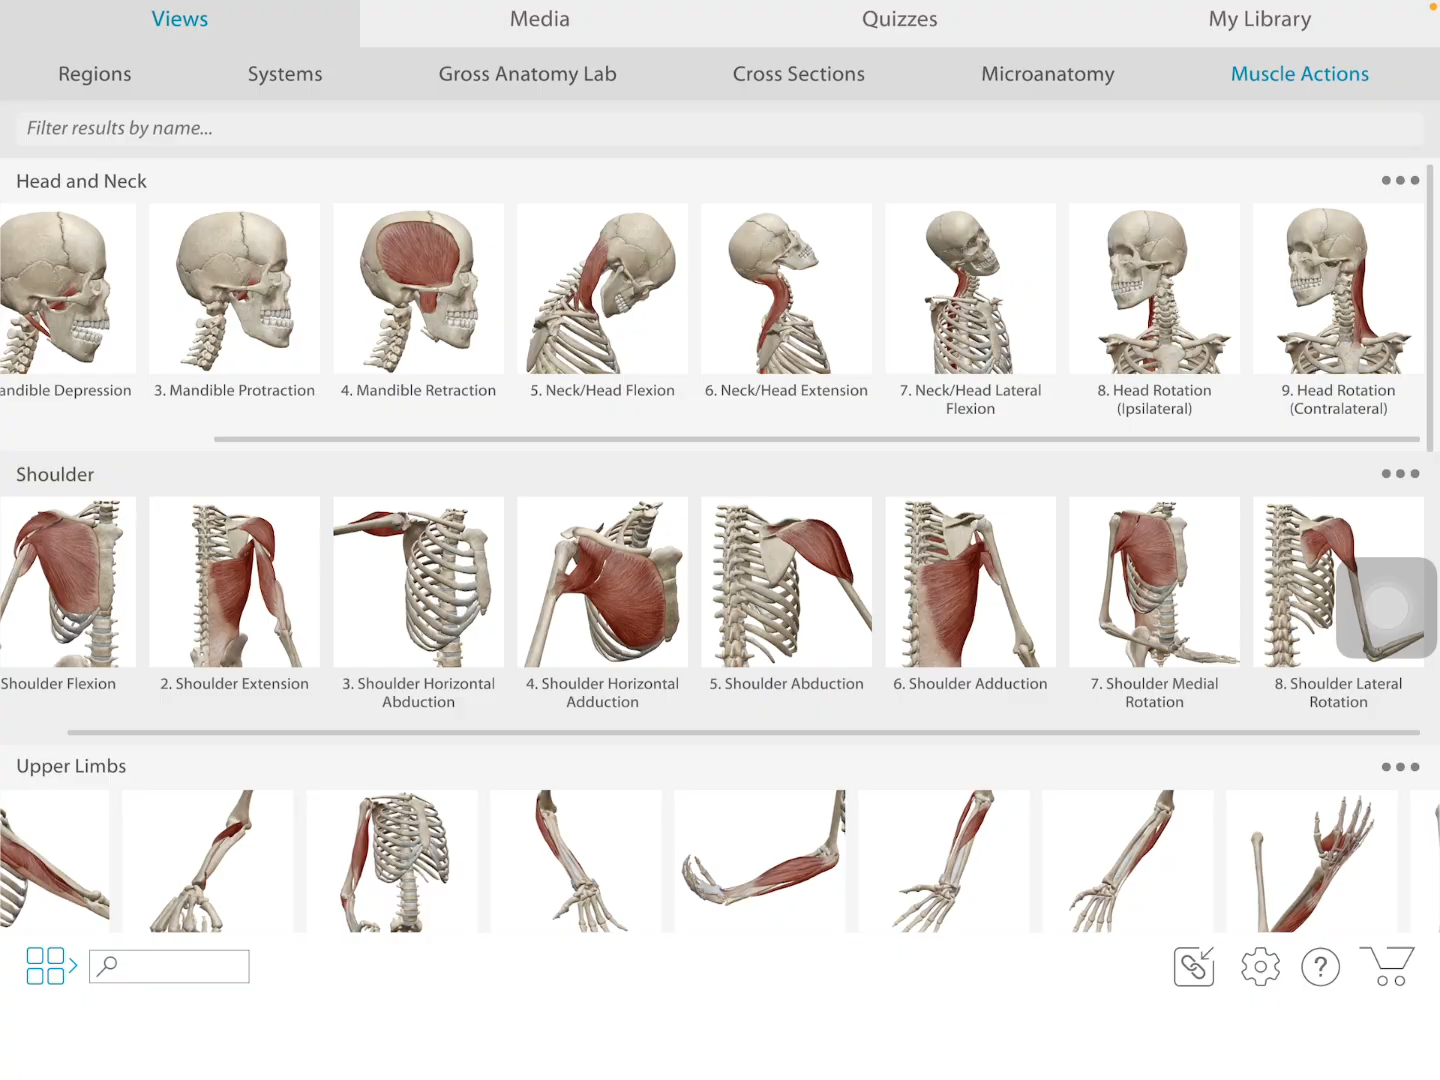 Views Media Quizzes My Library
Regions Systems Gross Anatomy Lab Cross Sections Microanatomy Muscle Actions
Filter results by name...
Head and Neck
andible Depression 3. Mandible Protraction 4. Mandible Retraction 5. Neck/Head Flexion 6. Neck/Head Extension 7. Neck/Head Lateral 8. Head Rotation 9. Head Rotation
Flexion (Ipsilateral) (Contralateral)
Shoulder
Shoulder Flexion 2. Shoulder Extension 3. Shoulder Horizontal 4. Shoulder Horizontal 5. Shoulder Abduction 6. Shoulder Adduction 7. Shoulder Medial 8. Shoulder Lateral
Abduction Adduction Rotation Rotation
Upper Limbs
?